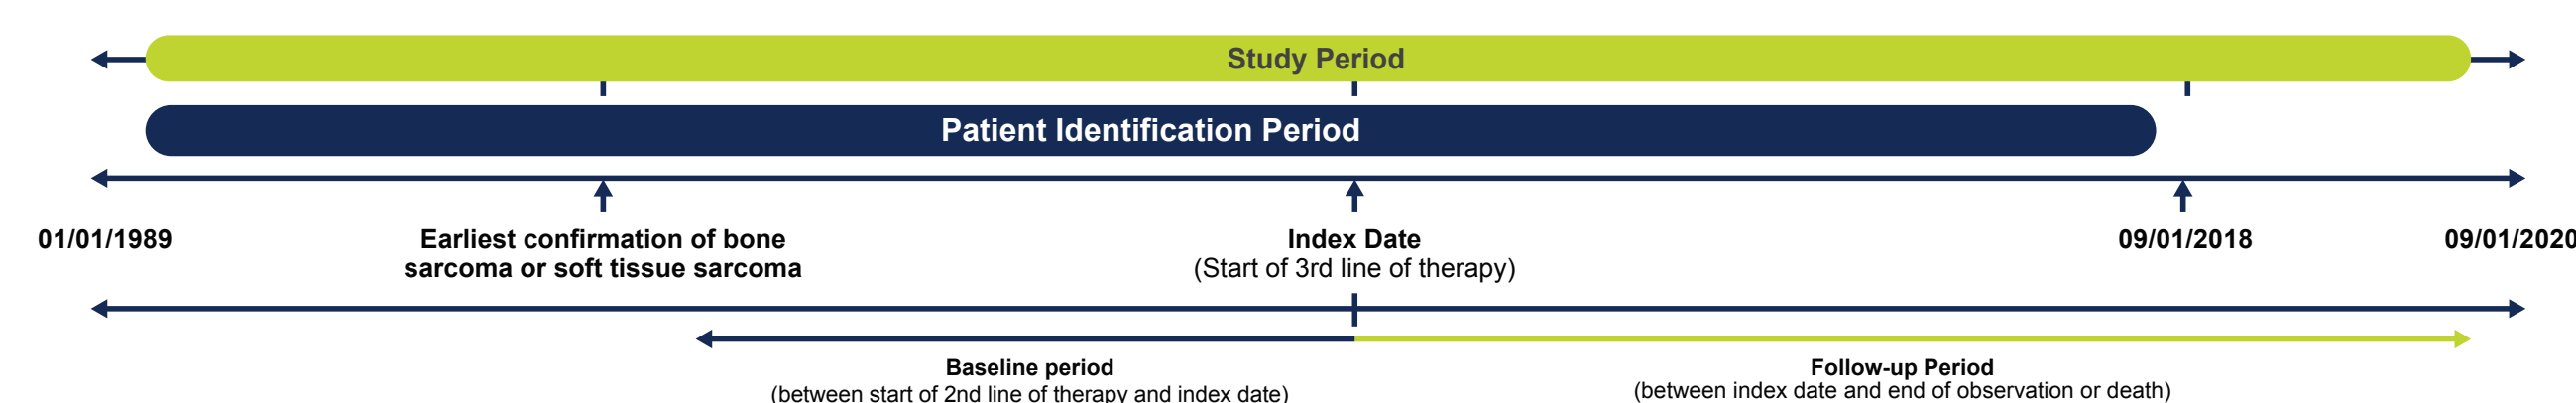 Study Period
Patient Identification Period
01/01/1989
Earliest confirmation of bone
sarcoma or soft tissue sarcoma
Index Date
(Start of 3rd line of therapy)
09/01/2018
09/01/2020
Baseline period
(between start of 2nd line of therapy and index date)
Follow-up Period
(between index date and end of observation or death)